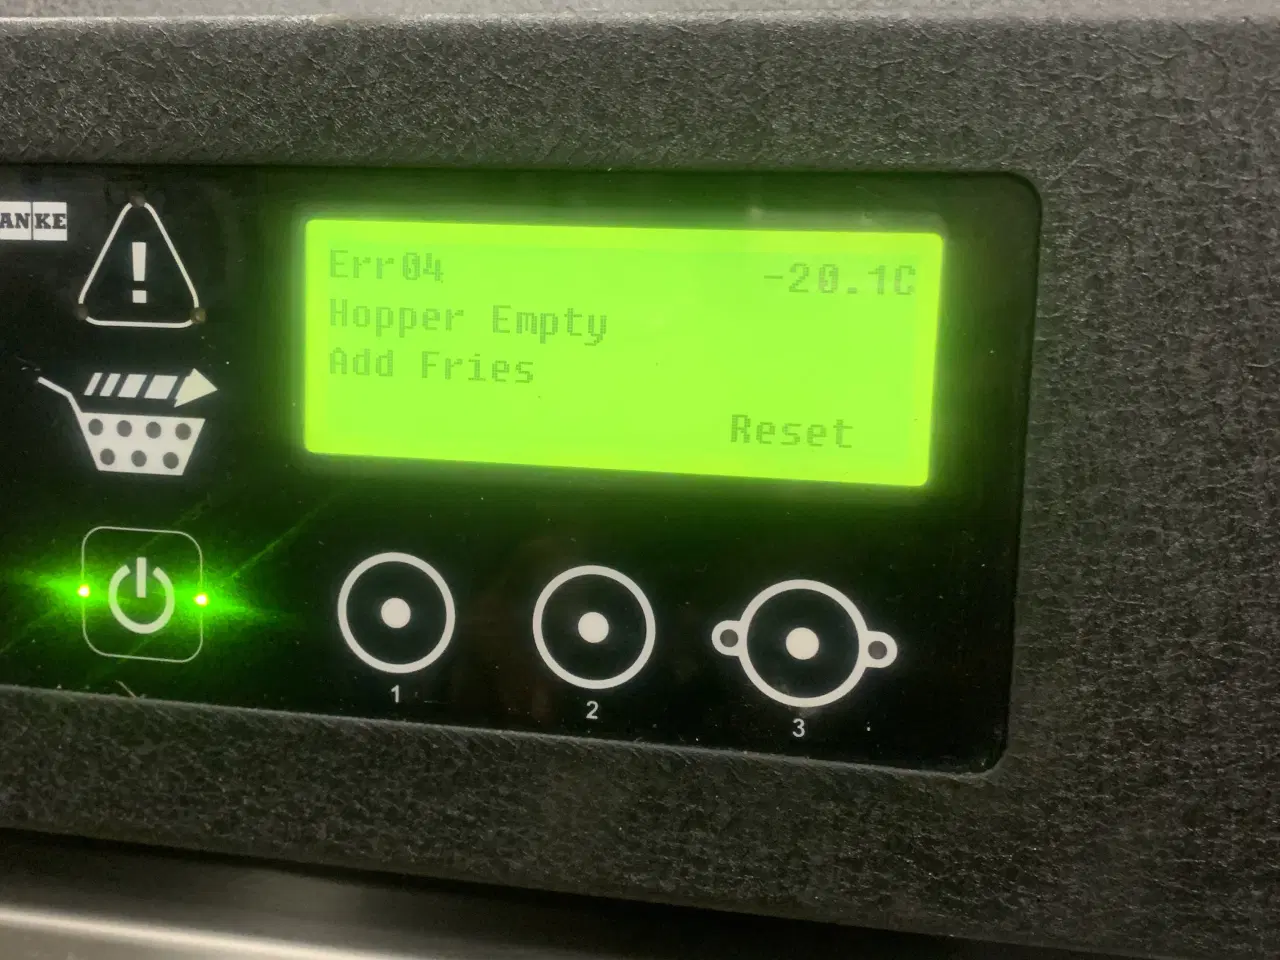 ANKE
Err04 -20.1C
Hopper Empty
Add Fries
Reset
1
2
3